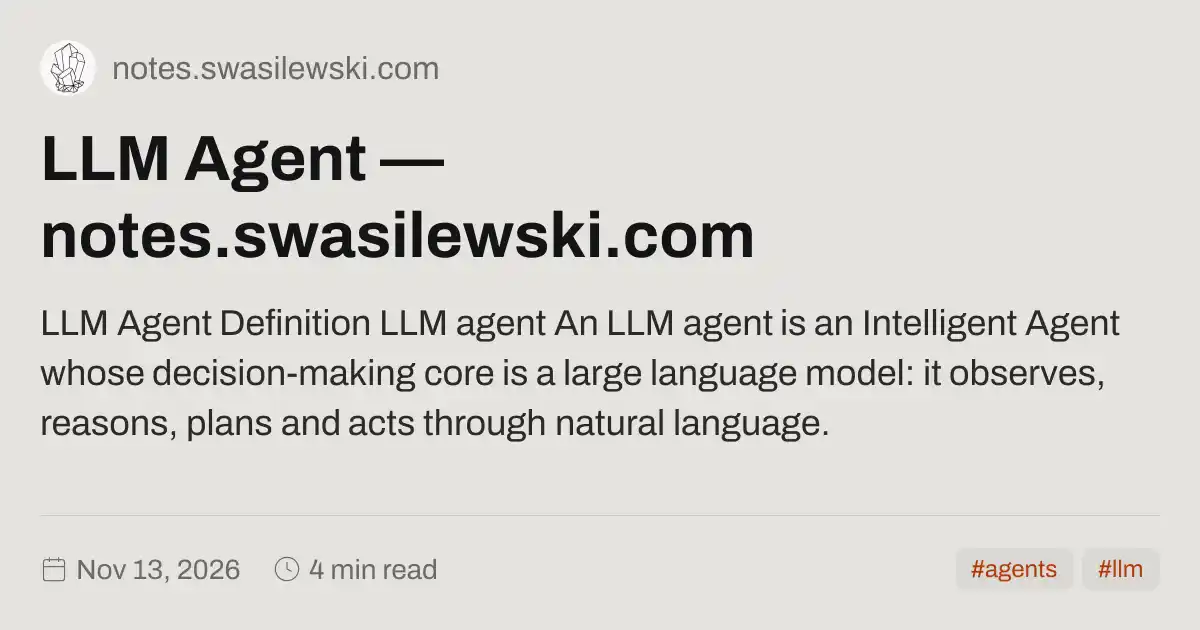 notes.swasilewski.com
LLM Agent —
notes.swasilewski.com
LLM Agent Definition LLM agent An LLM agent is an Intelligent Agent
whose decision-making core is a large language model: it observes,
reasons, plans and acts through natural language.
Nov 13, 2026 4 min read #agents #llm